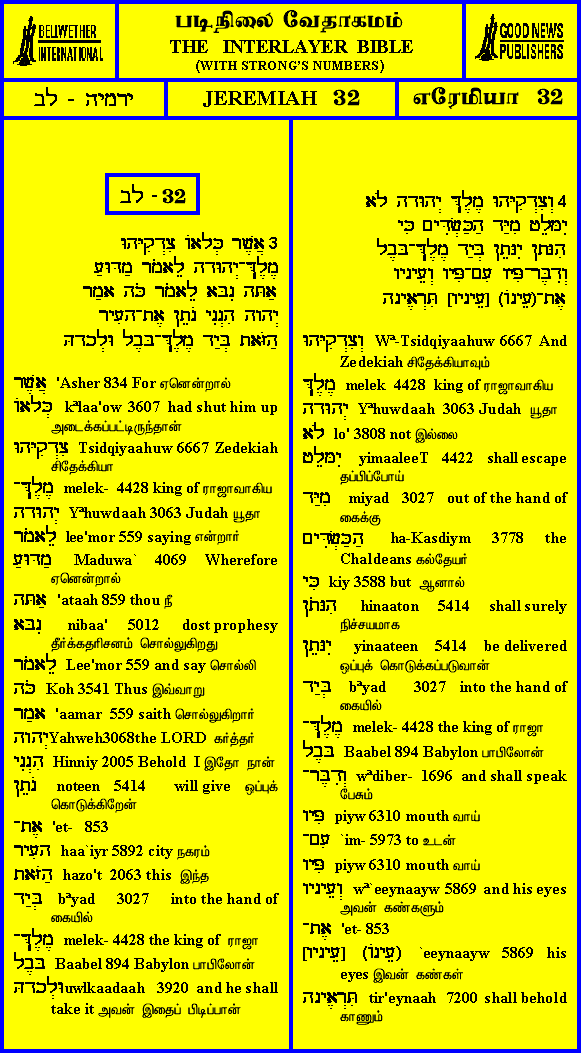 BELLWETHER
INTERNATIONAL
படிநிலை வேதாகமம்
THE INTERLAYER BIBLE
(WITH STRONG'S NUMBERS)
GOOD NEWS
PUBLISHERS
ירמיה - לב
JEREMIAH 32
எரேமியா 32
לב - 32
3 אֲשֶׁר כְּלָאוֹ צִדְקִיָּהוּ
מֶלֶךְ־יְהוּדָה לֵאמֹר מַדּוּעַ
אַתָּה נִבָּא לֵאמֹר כֹּה אָמַר
יְהוָה הִנְנִי נֹתֵן אֶת־הָעִיר
הַזֹּאת בְּיַד מֶלֶךְ־בָּבֶל וּלְכָדָהּ
אֲשֶׁר 'Asher 834 For ஏனென்றால்
כְּלָאוֹ kªlaa'ow 3607 had shut him up
அடைக்கப்பட்டிருந்தான்
צִדְקִיָּהוּ Tsidqiyaahuw 6667 Zedekiah
சிதேக்கியா
מֶלֶךְ־ melek- 4428 king of ராஜாவாகிய
יְהוּדָה Yªhuwdaah 3063 Judah யூதா
לֵאמֹר lee'mor 559 saying என்றார்
מַדּוּעַ Maduwa` 4069 Wherefore
ஏனென்றால்
אַתָּה 'ataah 859 thou நீ
נִבָּא nibaa' 5012 dost prophesy
தீர்க்கதரிசனம் சொல்லுகிறது
לֵאמֹר Lee'mor 559 and say சொல்லி
כֹּה Koh 3541 Thus இவ்வாறு
אָמַר 'aamar 559 saith சொல்லுகிறார்
יְהוָה Yahweh3068the LORD கர்த்தர்
הִנְנִי Hinniy 2005 Behold I இதோ நான்
נֹתֵן noteen 5414 will give ஒப்புக்
கொடுக்கிறேன்
אֶת־ 'et- 853
הָעִיר haa`iyr 5892 city நகரம்
הַזֹּאת hazo't 2063 this இந்த
בְּיַד bªyad 3027 into the hand of
கையில்
מֶלֶךְ־ melek- 4428 the king of ராஜா
בָּבֶל Baabel 894 Babylon பாபிலோன்
וּלְכָדָהּ uwlkaadaah 3920 and he shall
take it அவன் இதைப் பிடிப்பான்
4 וְצִדְקִיָּהוּ מֶלֶךְ יְהוּדָה לֹא
יִמָּלֵט מִיַּד הַכַּשְׂדִּים כִּי
הִנָּתֹן יִנָּתֵן בְּיַד מֶלֶךְ־בָּבֶל
וְדִבֶּר־פִּיו עִם־פִּיו וְעֵינָיו
אֶת־(עֵינוֹ) [עֵינָיו] תִּרְאֶינָה
וְצִדְקִיָּהוּ Wª-Tsidqiyaahuw 6667 And
Zedekiah சிதேக்கியாவும்
מֶלֶךְ melek 4428 king of ராஜாவாகிய
יְהוּדָה Yªhuwdaah 3063 Judah யூதா
לֹא lo' 3808 not இல்லை
יִמָּלֵט yimaaleeT 4422 shall escape
தப்பிப்போய்
מִיַּד miyad 3027 out of the hand of
கைக்கு
הַכַּשְׂדִּים ha-Kasdiym 3778 the
Chaldeans கல்தேயர்
כִּי kiy 3588 but ஆனால்
הִנָּתֹן hinaaton 5414 shall surely
நிச்சயமாக
יִנָּתֵן yinaateen 5414 be delivered
ஒப்புக் கொடுக்கப்படுவான்
בְּיַד bªyad 3027 into the hand of
கையில்
מֶלֶךְ־ melek- 4428 the king of ராஜா
בָּבֶל Baabel 894 Babylon பாபிலோன்
וְדִבֶּר־ wªdiber- 1696 and shall speak
பேசும்
פִּיו piyw 6310 mouth வாய்
עִם־ `im- 5973 to உடன்
פִּיו piyw 6310 mouth வாய்
וְעֵינָיו wª`eeynaayw 5869 and his eyes
அவன் கண்களும்
אֶת־ 'et- 853
[עֵינָיו] (עֵינוֹ) `eeynaayw 5869 his
eyes இவன் கண்கள்
תִּרְאֶינָה tir'eynaah 7200 shall behold
காணும்